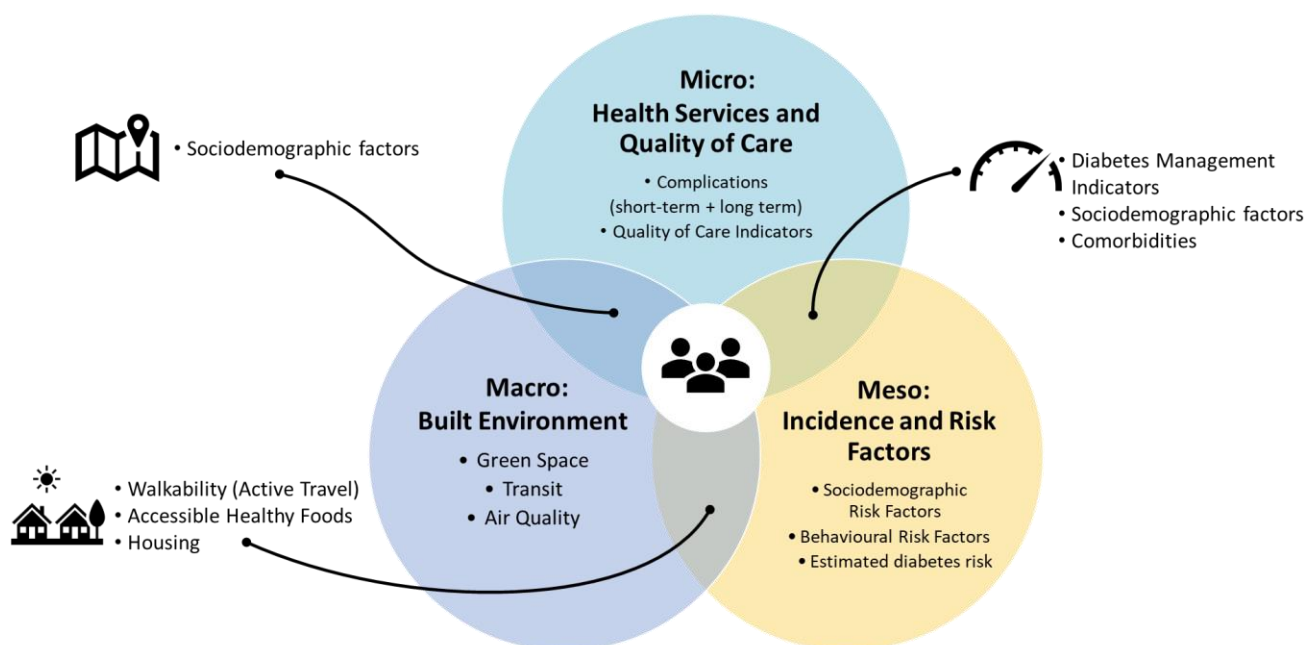 Micro:
Health Services and
Quality of Care
• Complications
(short-term + long term)
• Quality of Care Indicators
• Sociodemographic factors
• Diabetes Management
Indicators
• Sociodemographic factors
• Comorbidities
Macro:
Built Environment
• Green Space
• Transit
• Air Quality
Meso:
Incidence and Risk
Factors
• Sociodemographic
Risk Factors
• Behavioural Risk Factors
• Estimated diabetes risk
• Walkability (Active Travel)
• Accessible Healthy Foods
• Housing